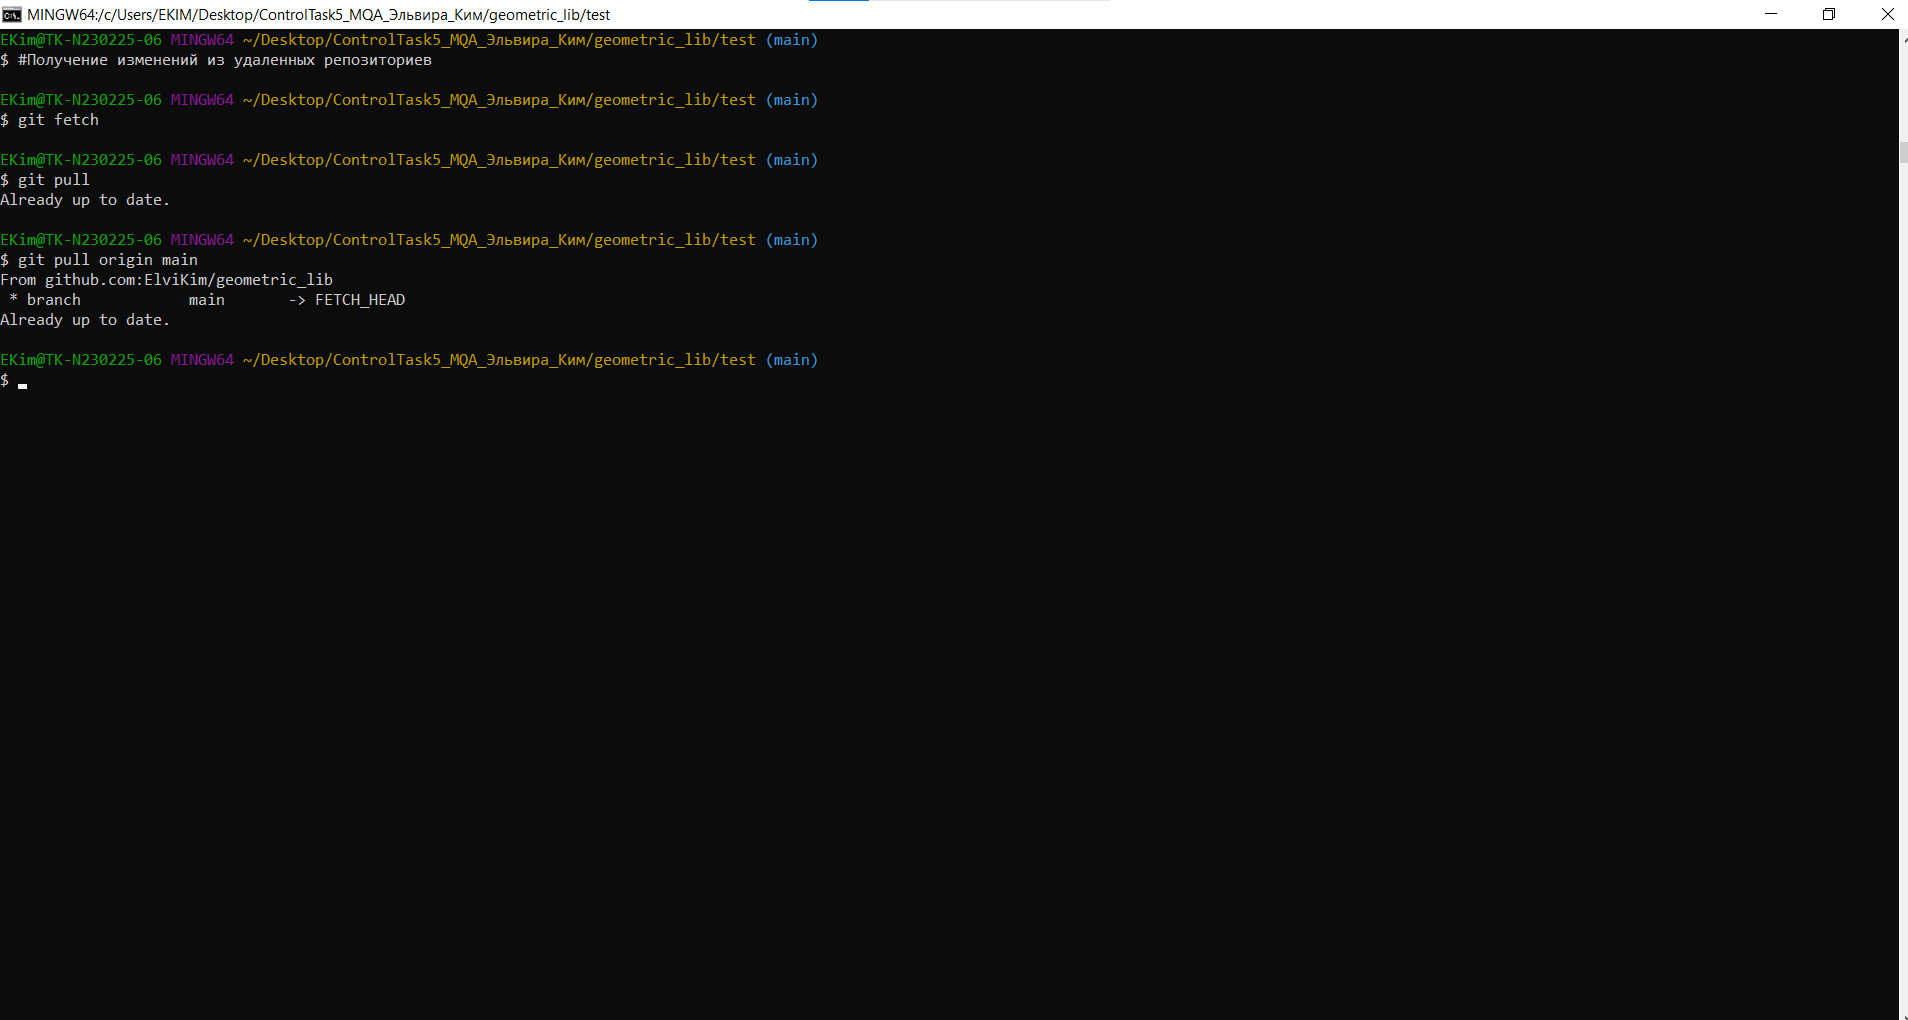 MINGW64:/c/Users/EKIM/Desktop/ControlTask5_MQA_Эльвира_Ким/geometric_lib/test
EKim@TK-N230225-06 MINGW64 ~/Desktop/ControlTask5_MQA_Эльвира_Ким/geometric_lib/test (main)
$ #Получение изменений из удаленных репозиториев
EKim@TK-N230225-06 MINGW64 ~/Desktop/ControlTask5_MQA_Эльвира_Ким/geometric_lib/test (main)
$ git fetch
EKim@TK-N230225-06 MINGW64 ~/Desktop/ControlTask5_MQA_Эльвира_Ким/geometric_lib/test (main)
$ git pull
Already up to date.
EKim@TK-N230225-06 MINGW64 ~/Desktop/ControlTask5_MQA_Эльвира_Ким/geometric_lib/test (main)
$ git pull origin main
From github.com:ElviKim/geometric_lib
 * branch            main       -> FETCH_HEAD
Already up to date.
EKim@TK-N230225-06 MINGW64 ~/Desktop/ControlTask5_MQA_Эльвира_Ким/geometric_lib/test (main)
$